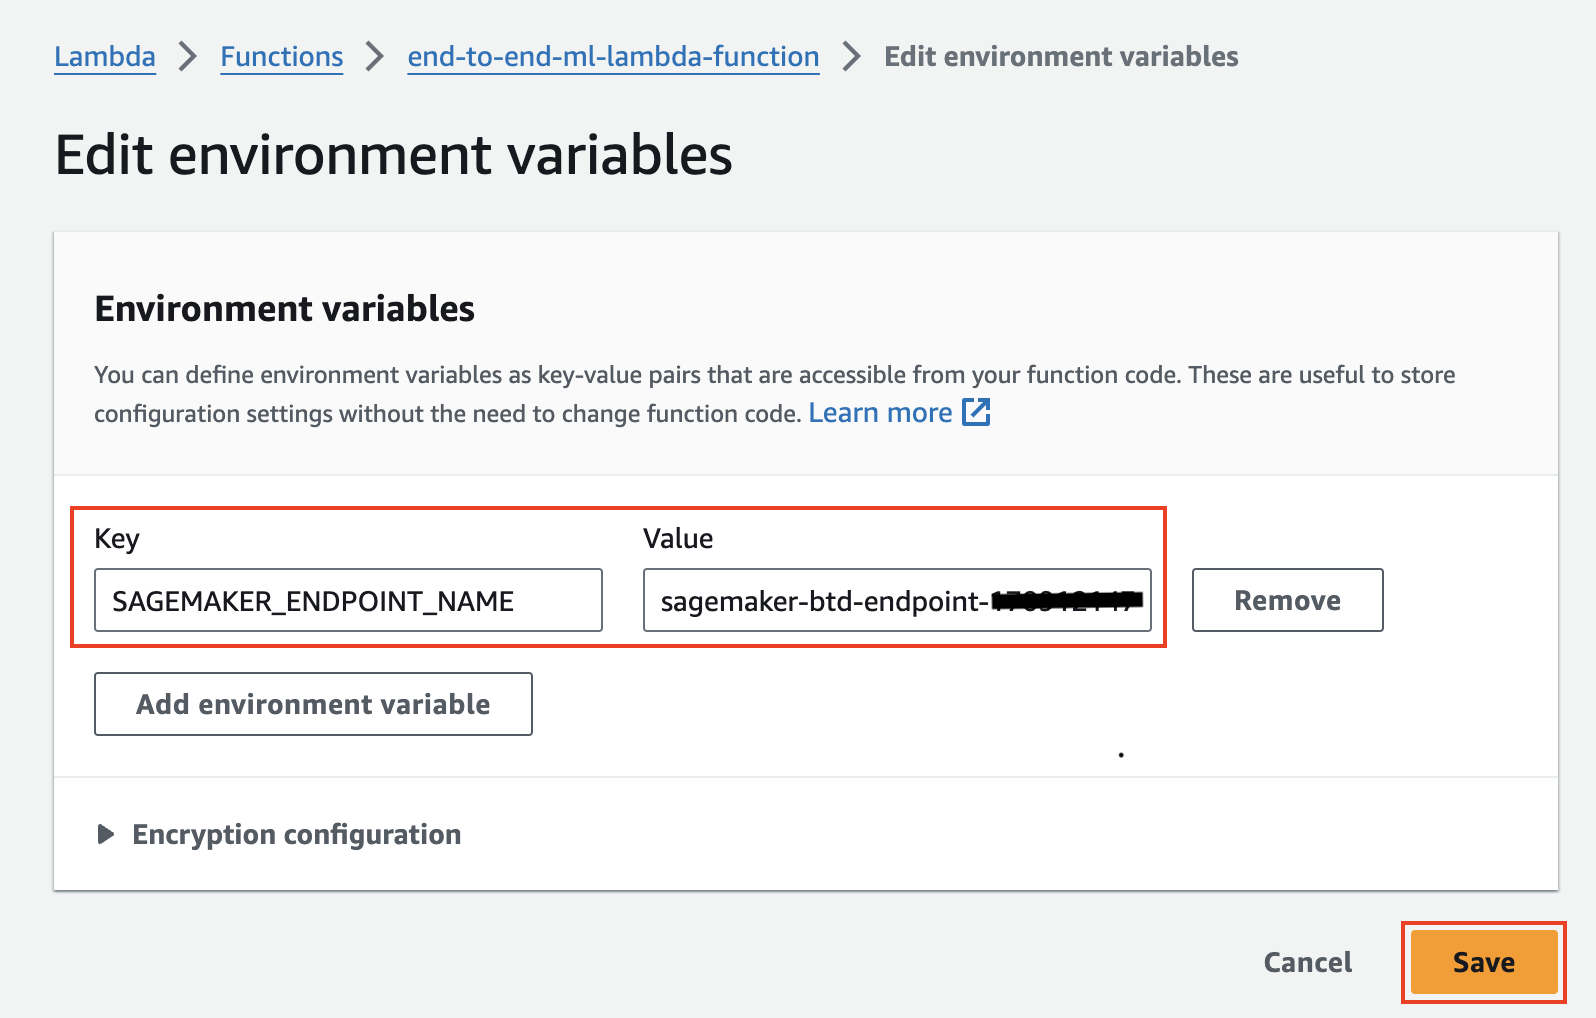 Lambda > Functions > end-to-end-ml-lambda-function > Edit environment variables
Edit environment variables
Environment variables
You can define environment variables as key-value pairs that are accessible from your function code. These are useful to store
configuration settings without the need to change function code. Learn more
Key Value
SAGEMAKER_ENDPOINT_NAME sagemaker-btd-endpoint- Remove
Add environment variable
Encryption configuration
Cancel Save